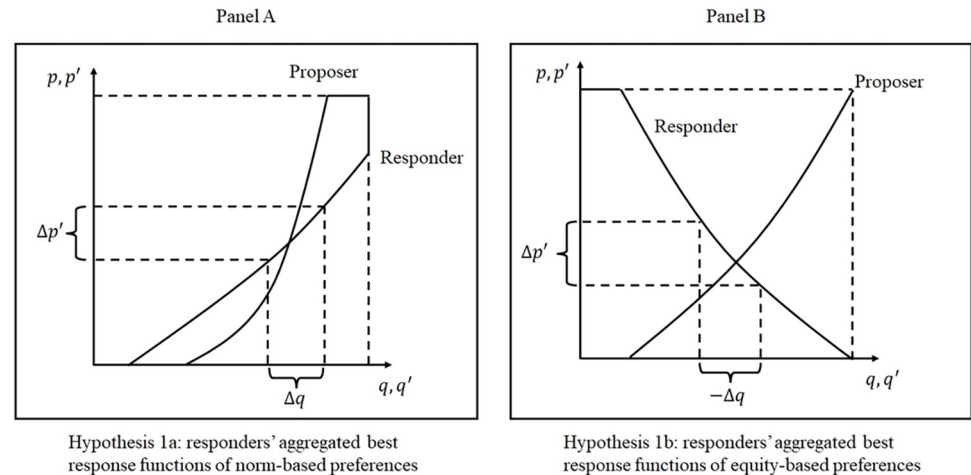 Panel A
p, p′
Proposer
Responder
Δp′
Δq
q, q′
Hypothesis 1a: responders' aggregated best
response functions of norm-based preferences
Panel B
p, p′
Proposer
Responder
Δp′
−Δq
q, q′
Hypothesis 1b: responders' aggregated best
response functions of equity-based preferences